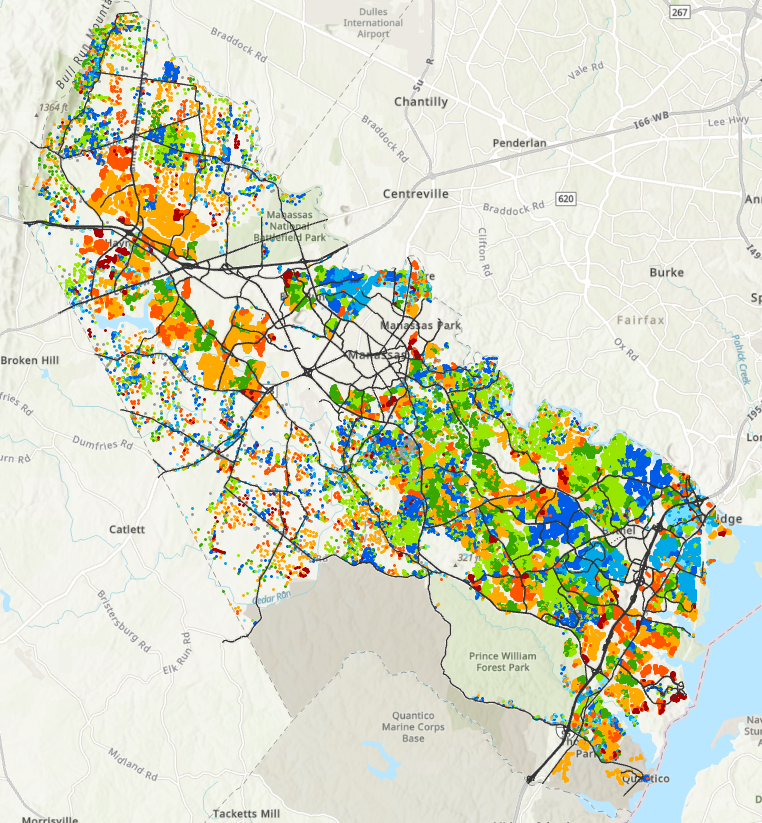 267
Dulles
International
Airport
Braddock Rd
Bull Run Mounta
Vale Rd
1364 ft
Chantilly
I66 WB
Lee Hwy
Braddock Rd
Penderlan
Centreville
620
Braddock Rd
Manassas
National
Battlefield Park
Clifton Rd
Burke
Manassas Park
Fairfax
Manassas
Ox Rd
Pohick Creek
Broken Hill
Dumfries Rd
Catlett
321
Cedar Run
Bristersburg Rd
Elk Run Rd
Prince William
Forest Park
Quantico
Marine Corps
Base
Midland Rd
Quantico
Morrisville
Tacketts Mill